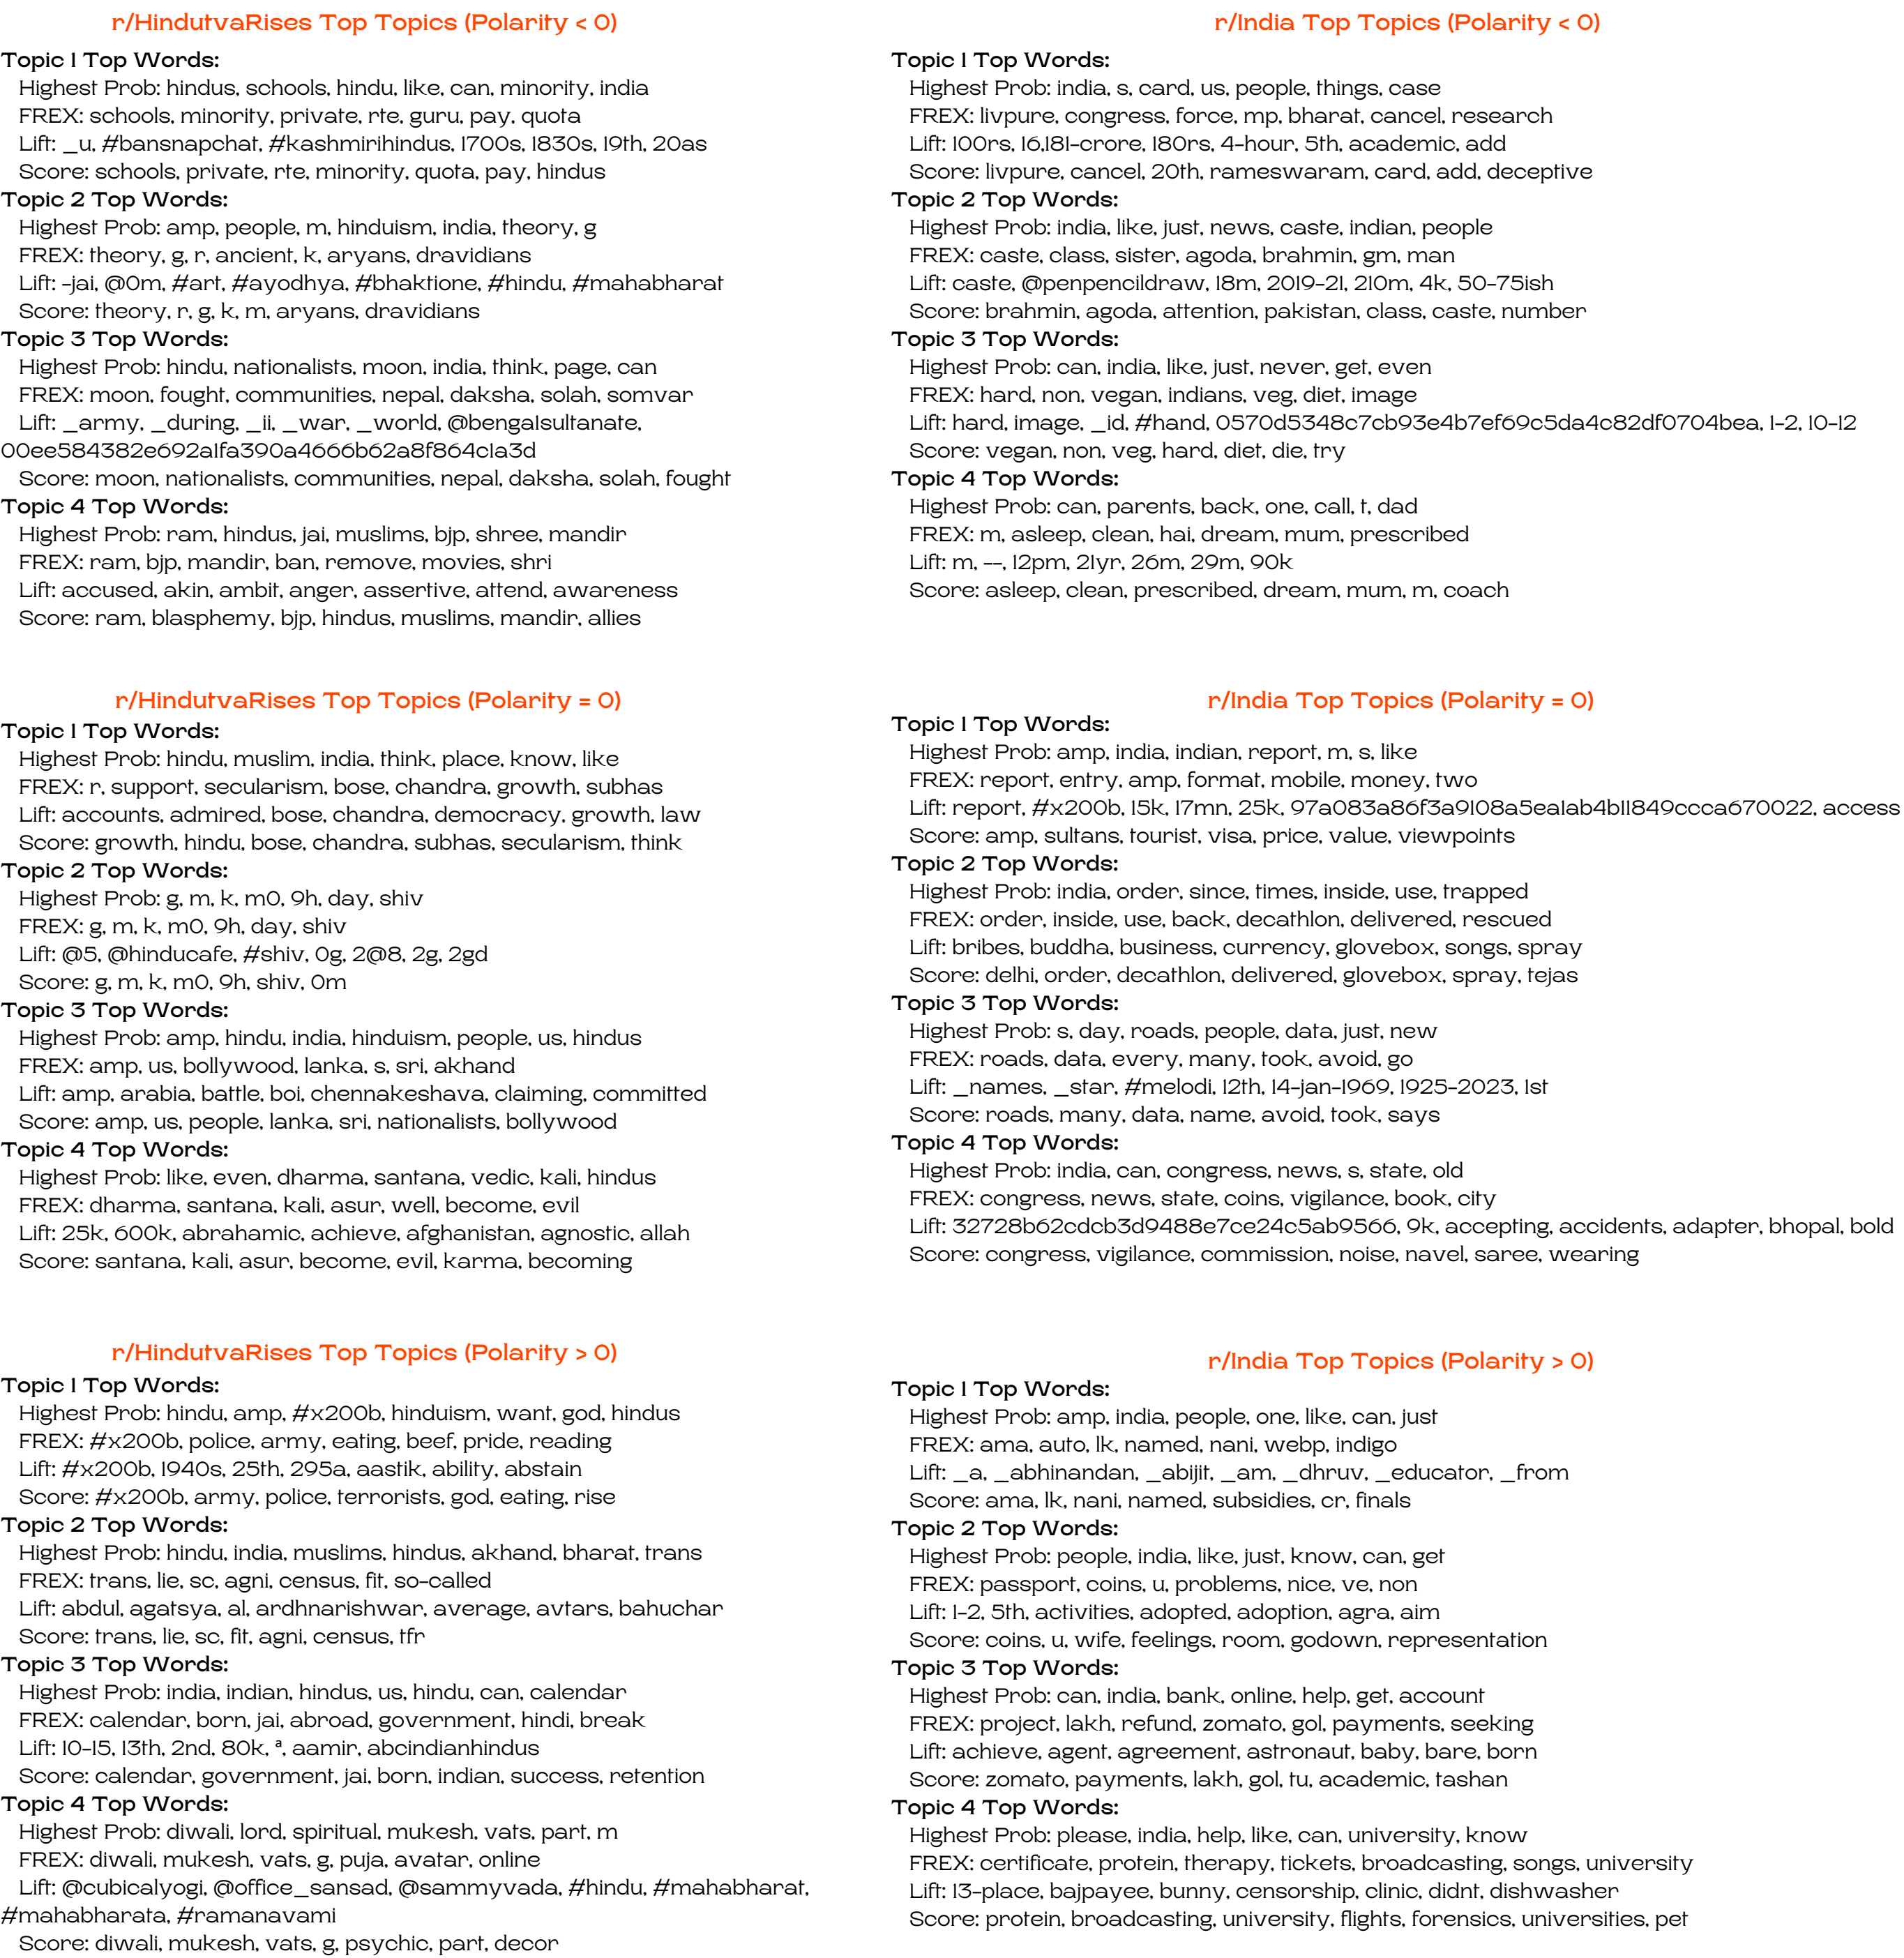 r/HindutvaRises Top Topics (Polarity < 0)
Topic 1 Top Words:
Highest Prob: hindus, schools, hindu, like, can, minority, india
FREX: schools, minority, private, rte, guru, pay, quota
Lift: _u, #bansnapchat, #kashmirihindus, 1700s, 1830s, 19th, 20as
Score: schools, private, rte, minority, quota, pay, hindus
Topic 2 Top Words:
Highest Prob: amp, people, m, hinduism, india, theory, g
FREX: theory, g, r, ancient, k, aryans, dravidians
Lift: -jai, @0m, #art, #ayodhya, #bhaktione, #hindu, #mahabharat
Score: theory, r, g, k, m, aryans, dravidians
Topic 3 Top Words:
Highest Prob: hindu, nationalists, moon, india, think, page, can
FREX: moon, fought, communities, nepal, daksha, solah, somvar
Lift: _army, _during, _ii, _war, _world, @benga1sultanate,
00ee584382e692a1fa390a4666b62a8f864c1a3d
Score: moon, nationalists, communities, nepal, daksha, solah, fought
Topic 4 Top Words:
Highest Prob: ram, hindus, jai, muslims, bjp, shree, mandir
FREX: ram, bjp, mandir, ban, remove, movies, shri
Lift: accused, akin, ambit, anger, assertive, attend, awareness
Score: ram, blasphemy, bjp, hindus, muslims, mandir, allies
r/India Top Topics (Polarity < 0)
Topic 1 Top Words:
Highest Prob: india, s, card, us, people, things, case
FREX: livpure, congress, force, mp, bharat, cancel, research
Lift: 100rs, 16,181-crore, 180rs, 4-hour, 5th, academic, add
Score: livpure, cancel, 20th, rameswaram, card, add, deceptive
Topic 2 Top Words:
Highest Prob: india, like, just, news, caste, indian, people
FREX: caste, class, sister, agoda, brahmin, gm, man
Lift: caste, @penpencildraw, 18m, 2019-21, 210m, 4k, 50-75ish
Score: brahmin, agoda, attention, pakistan, class, caste, number
Topic 3 Top Words:
Highest Prob: can, india, like, just, never, get, even
FREX: hard, non, vegan, indians, veg, diet, image
Lift: hard, image, _id, #hand, 0570d5348c7cb93e4b7ef69c5da4c82df0704bea, 1-2, 10-12
Score: vegan, non, veg, hard, diet, die, try
Topic 4 Top Words:
Highest Prob: can, parents, back, one, call, t, dad
FREX: m, asleep, clean, hai, dream, mum, prescribed
Lift: m, --, 12pm, 21yr, 26m, 29m, 90k
Score: asleep, clean, prescribed, dream, mum, m, coach
r/HindutvaRises Top Topics (Polarity = 0)
Topic 1 Top Words:
Highest Prob: hindu, muslim, india, think, place, know, like
FREX: r, support, secularism, bose, chandra, growth, subhas
Lift: accounts, admired, bose, chandra, democracy, growth, law
Score: growth, hindu, bose, chandra, subhas, secularism, think
Topic 2 Top Words:
Highest Prob: g, m, k, m0, 9h, day, shiv
FREX: g, m, k, m0, 9h, day, shiv
Lift: @5, @hinducafe, #shiv, 0g, 2@8, 2g, 2gd
Score: g, m, k, m0, 9h, shiv, 0m
Topic 3 Top Words:
Highest Prob: amp, hindu, india, hinduism, people, us, hindus
FREX: amp, us, bollywood, lanka, s, sri, akhand
Lift: amp, arabia, battle, boi, chennakeshava, claiming, committed
Score: amp, us, people, lanka, sri, nationalists, bollywood
Topic 4 Top Words:
Highest Prob: like, even, dharma, santana, vedic, kali, hindus
FREX: dharma, santana, kali, asur, well, become, evil
Lift: 25k, 600k, abrahamic, achieve, afghanistan, agnostic, allah
Score: santana, kali, asur, become, evil, karma, becoming
r/India Top Topics (Polarity = 0)
Topic 1 Top Words:
Highest Prob: amp, india, indian, report, m, s, like
FREX: report, entry, amp, format, mobile, money, two
Lift: report, #x200b, 15k, 17mn, 25k, 97a083a86f3a9108a5ea1ab4b11849ccca670022, access
Score: amp, sultans, tourist, visa, price, value, viewpoints
Topic 2 Top Words:
Highest Prob: india, order, since, times, inside, use, trapped
FREX: order, inside, use, back, decathlon, delivered, rescued
Lift: bribes, buddha, business, currency, glovebox, songs, spray
Score: delhi, order, decathlon, delivered, glovebox, spray, tejas
Topic 3 Top Words:
Highest Prob: s, day, roads, people, data, just, new
FREX: roads, data, every, many, took, avoid, go
Lift: _names, _star, #melodi, 12th, 14-jan-1969, 1925-2023, 1st
Score: roads, many, data, name, avoid, took, says
Topic 4 Top Words:
Highest Prob: india, can, congress, news, s, state, old
FREX: congress, news, state, coins, vigilance, book, city
Lift: 32728b62cdcb3d9488e7ce24c5ab9566, 9k, accepting, accidents, adapter, bhopal, bold
Score: congress, vigilance, commission, noise, navel, saree, wearing
r/HindutvaRises Top Topics (Polarity > 0)
Topic 1 Top Words:
Highest Prob: hindu, amp, #x200b, hinduism, want, god, hindus
FREX: #x200b, police, army, eating, beef, pride, reading
Lift: #x200b, 1940s, 25th, 295a, aastik, ability, abstain
Score: #x200b, army, police, terrorists, god, eating, rise
Topic 2 Top Words:
Highest Prob: hindu, india, muslims, hindus, akhand, bharat, trans
FREX: trans, lie, sc, agni, census, fit, so-called
Lift: abdul, agatsya, al, ardhnarishwar, average, avtars, bahuchar
Score: trans, lie, sc, fit, agni, census, tfr
Topic 3 Top Words:
Highest Prob: india, indian, hindus, us, hindu, can, calendar
FREX: calendar, born, jai, abroad, government, hindi, break
Lift: 10-15, 13th, 2nd, 80k, ª, aamir, abcindianhindus
Score: calendar, government, jai, born, indian, success, retention
Topic 4 Top Words:
Highest Prob: diwali, lord, spiritual, mukesh, vats, part, m
FREX: diwali, mukesh, vats, g, puja, avatar, online
Lift: @cubicalyogi, @office_sansad, @sammyvada, #hindu, #mahabharat,
#mahabharata, #ramanavami
Score: diwali, mukesh, vats, g, psychic, part, decor
r/India Top Topics (Polarity > 0)
Topic 1 Top Words:
Highest Prob: amp, india, people, one, like, can, just
FREX: ama, auto, lk, named, nani, webp, indigo
Lift: _a, _abhinandan, _abijit, _am, _dhruv, _educator, _from
Score: ama, lk, nani, named, subsidies, cr, finals
Topic 2 Top Words:
Highest Prob: people, india, like, just, know, can, get
FREX: passport, coins, u, problems, nice, ve, non
Lift: 1-2, 5th, activities, adopted, adoption, agra, aim
Score: coins, u, wife, feelings, room, godown, representation
Topic 3 Top Words:
Highest Prob: can, india, bank, online, help, get, account
FREX: project, lakh, refund, zomato, gol, payments, seeking
Lift: achieve, agent, agreement, astronaut, baby, bare, born
Score: zomato, payments, lakh, gol, tu, academic, tashan
Topic 4 Top Words:
Highest Prob: please, india, help, like, can, university, know
FREX: certificate, protein, therapy, tickets, broadcasting, songs, university
Lift: 13-place, bajpayee, bunny, censorship, clinic, didnt, dishwasher
Score: protein, broadcasting, university, flights, forensics, universities, pet